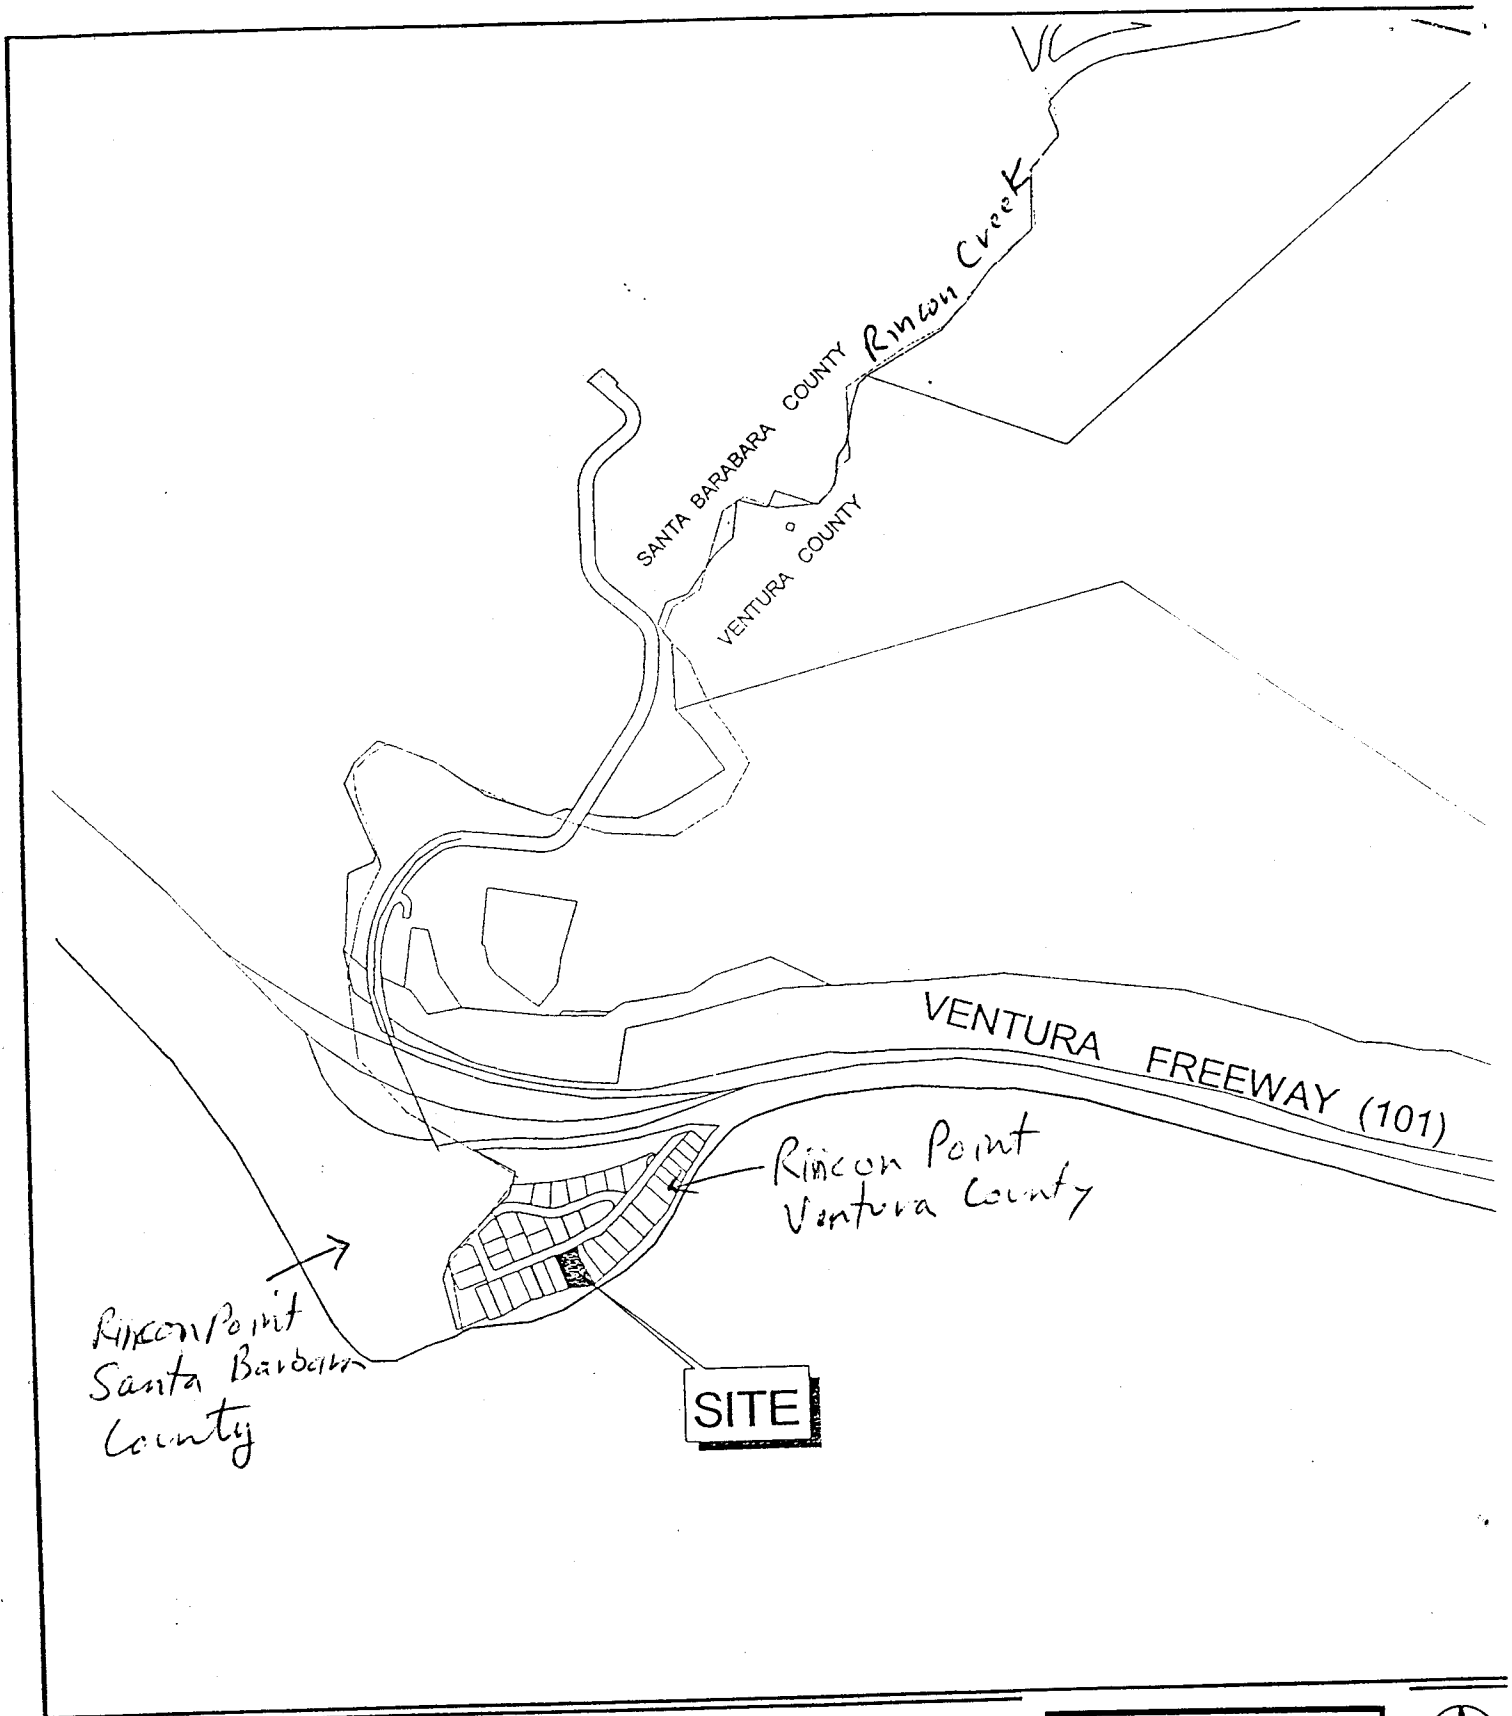 Rincon Creek
SANTA BARABARA COUNTY
VENTURA COUNTY
VENTURA FREEWAY (101)
Rincon Point
Ventura County
Rincon Point
Santa Barbara
County
SITE